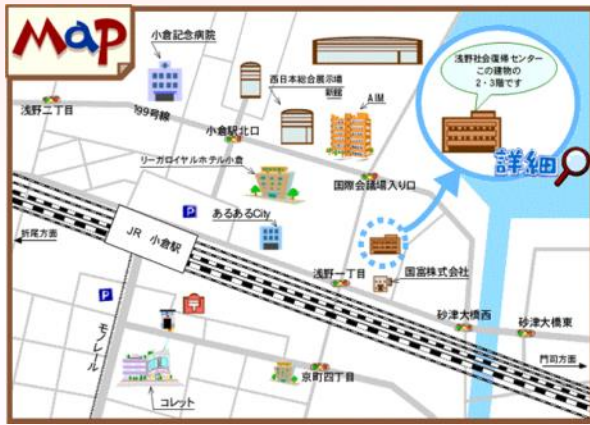 MaP
小倉記念病院
西日本総合展示場
新館
AIM
浅野社会復帰センター
この建物の
2・3階です
詳細
浅野二丁目
199号線
小倉駅北口
リーガロイヤルホテル小倉
国際会議場入り口
P
あるあるCity
折尾方面
JR 小倉駅
浅野一丁目
国富株式会社
P
砂津大橋西
砂津大橋東
モノレール
門司方面
京町四丁目
コレット